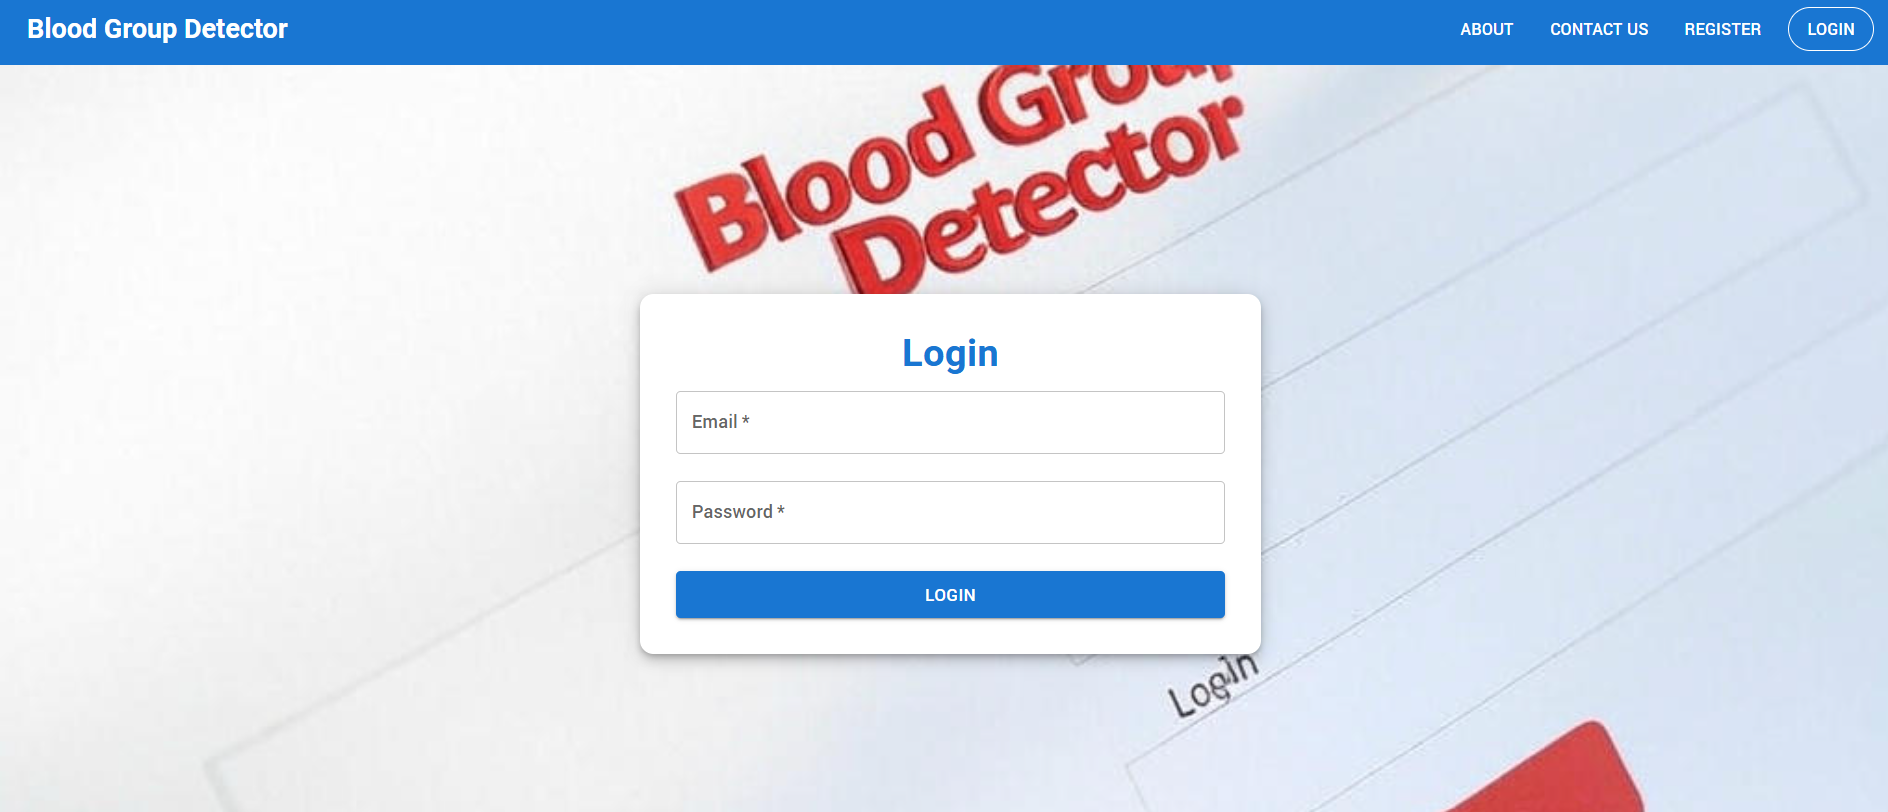 Blood Group Detector
ABOUT
CONTACT US
REGISTER
LOGIN
Blood Group
Detector
Login
Email *
Password *
LOGIN
LogIn